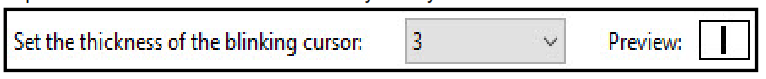 Set the thickness of the blinking cursor: 3 Preview: